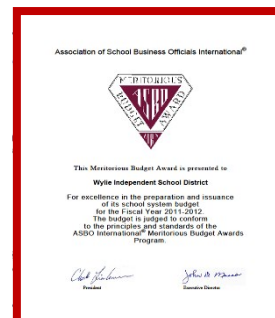 Association of School Business Officials International®
MERITORIOUS
BUDGET AWARD
ASBO
This Meritorious Budget Award is presented to
Wylie Independent School District
For excellence in the preparation and issuance
of its school system budget
for the Fiscal Year 2011-2012.
The budget is judged to conform
to the principles and standards of the
ASBO International® Meritorious Budget Awards
Program.
President
Executive Director